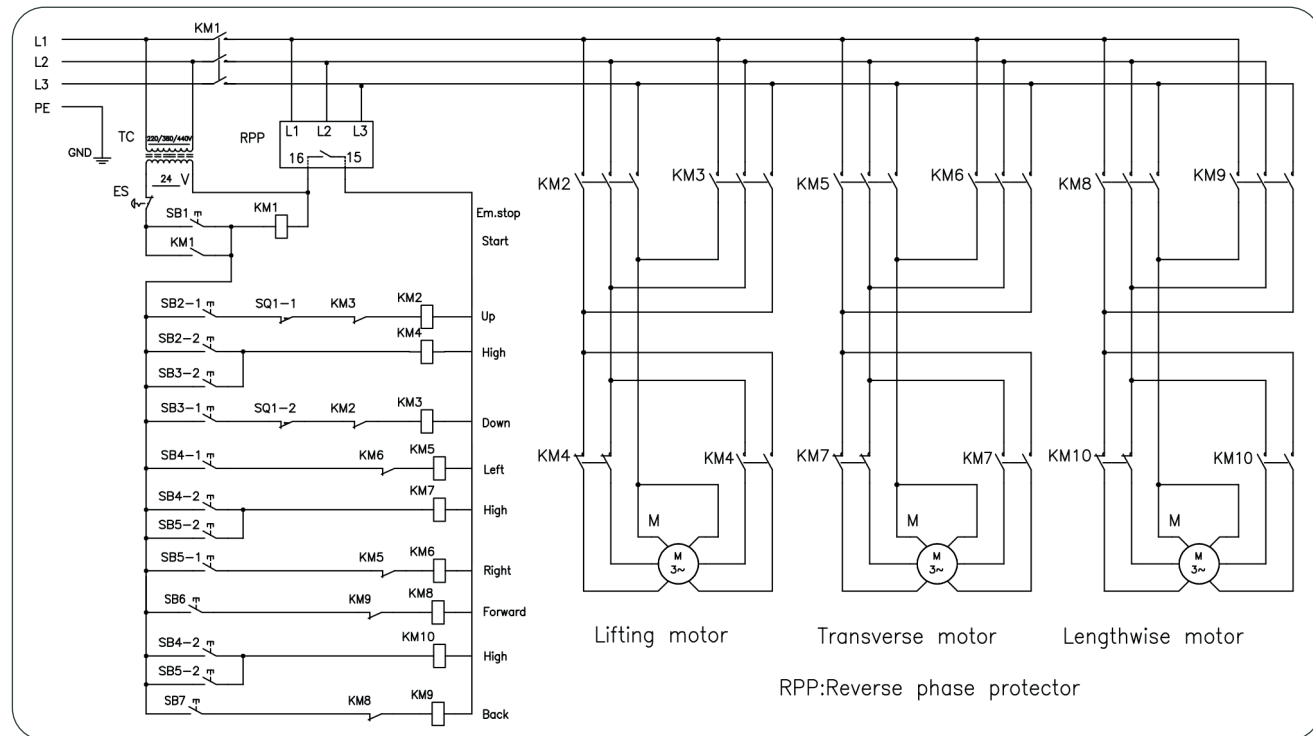 L1
KM1
L2
L3
PE
GND
TC
220/380/440V
24 V
ES
RPP
L1 L2 L3
16 15
SB1
KM1
KM1
Em.stop
Start
SB2-1 SQ1-1 KM3 KM2 Up
SB2-2 KM4 High
SB3-2
SB3-1 SQ1-2 KM2 KM3 Down
SB4-1 KM6 KM5 Left
SB4-2 KM7 High
SB5-2
SB5-1 KM5 KM6 Right
SB6 KM9 KM8 Forward
SB4-2 KM10 High
SB5-2
SB7 KM8 KM9 Back
KM2 KM3 KM5 KM6 KM8 KM9
KM4 KM4 KM7 KM7 KM10 KM10
M M M
M M M
3~ 3~ 3~
Lifting motor Transverse motor Lengthwise motor
RPP:Reverse phase protector